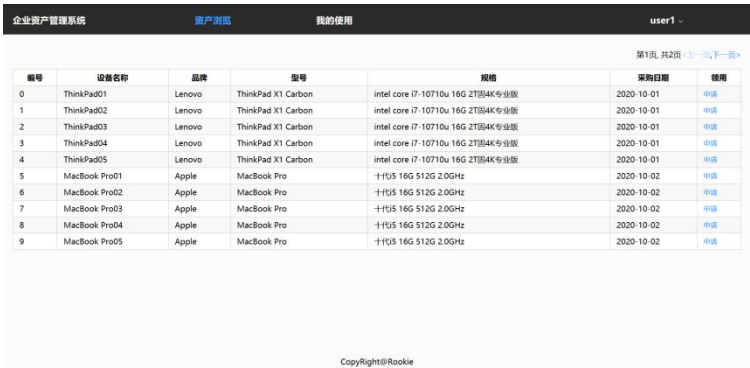 企业资产管理系统 资产浏览 我的使用 user1
第1页, 共2页 <上一页,下一页>
编号 设备名称 品牌 型号 规格 采购日期 领用
0 ThinkPad01 Lenovo ThinkPad X1 Carbon intel core i7-10710u 16G 2T固4K专业版 2020-10-01 申请
1 ThinkPad02 Lenovo ThinkPad X1 Carbon intel core i7-10710u 16G 2T固4K专业版 2020-10-01 申请
2 ThinkPad03 Lenovo ThinkPad X1 Carbon intel core i7-10710u 16G 2T固4K专业版 2020-10-01 申请
3 ThinkPad04 Lenovo ThinkPad X1 Carbon intel core i7-10710u 16G 2T固4K专业版 2020-10-01 申请
4 ThinkPad05 Lenovo ThinkPad X1 Carbon intel core i7-10710u 16G 2T固4K专业版 2020-10-01 申请
5 MacBook Pro01 Apple MacBook Pro 十代i5 16G 512G 2.0GHz 2020-10-02 申请
6 MacBook Pro02 Apple MacBook Pro 十代i5 16G 512G 2.0GHz 2020-10-02 申请
7 MacBook Pro03 Apple MacBook Pro 十代i5 16G 512G 2.0GHz 2020-10-02 申请
8 MacBook Pro04 Apple MacBook Pro 十代i5 16G 512G 2.0GHz 2020-10-02 申请
9 MacBook Pro05 Apple MacBook Pro 十代i5 16G 512G 2.0GHz 2020-10-02 申请
CopyRight@Rookie